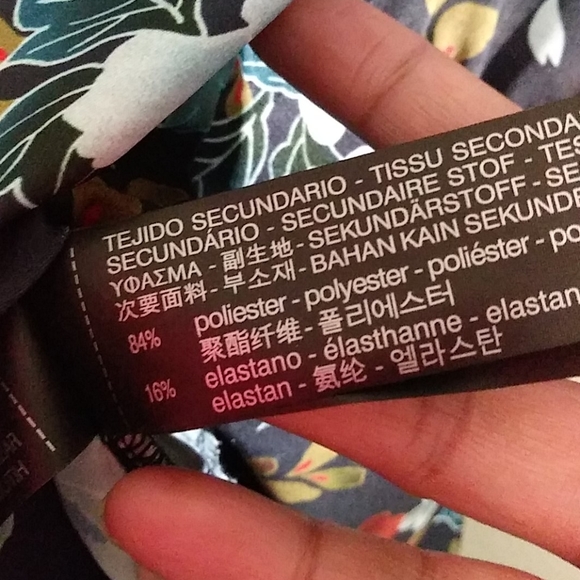 TEJIDO SECUNDARIO - TISSU SECONDA
SECUNDÁRIO - SECUNDAIRE STOF - TES
ΥΦΑΣΜΑ - 副生地 - SEKUNDÄRSTOFF - SE
次要面料 - 부소재 - BAHAN KAIN SEKUNDE
84% poliester - polyester - poliéster - po
聚酯纤维 - 폴리에스터
16% elastano - élasthanne - elastan
elastan - 氨纶 - 엘라스탄